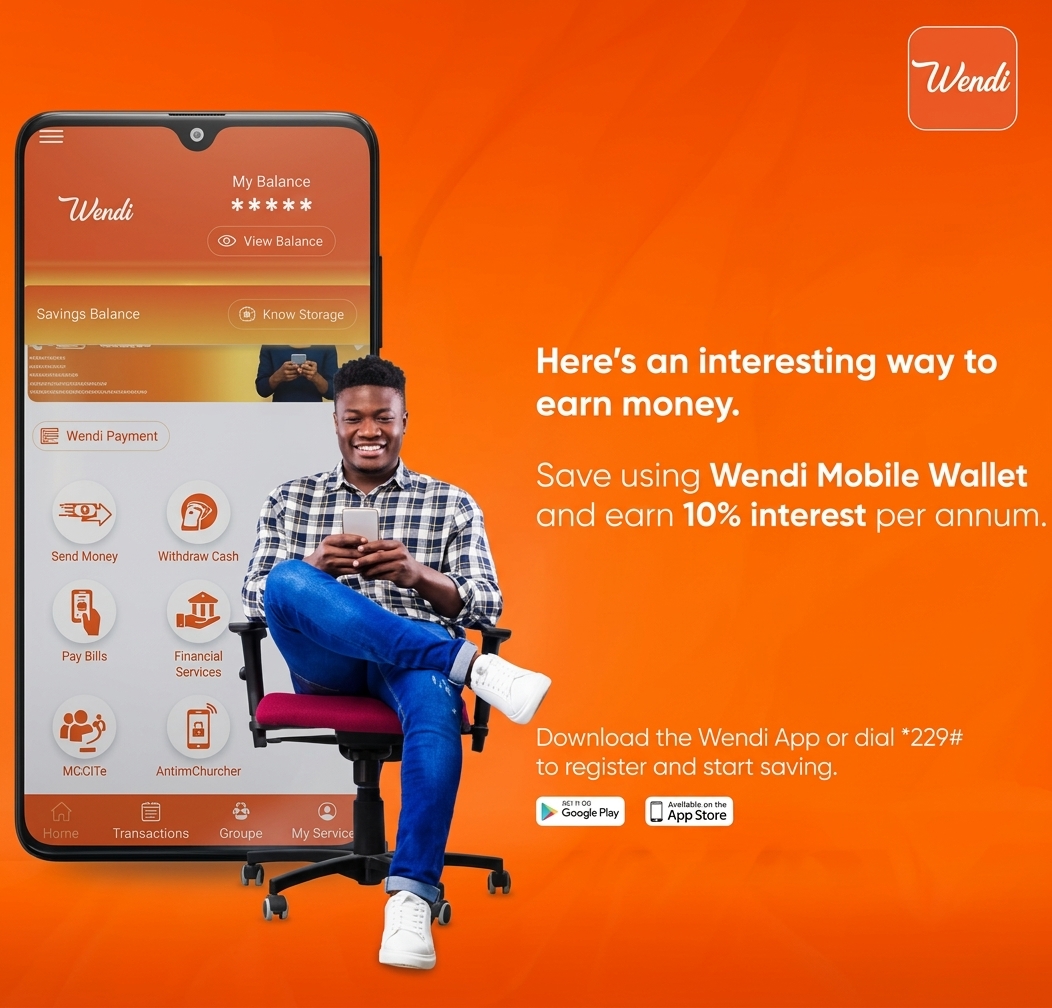 Wendi
My Balance
*****
Wendi
View Balance
Savings Balance
Know Storage
Wendi Payment
Send Money
Withdraw Cash
Pay Bills
Financial
Services
MC:CITe
AntimChurcher
Home
Transactions
Groupe
My Service
Here's an interesting way to
earn money.
Save using Wendi Mobile Wallet
and earn 10% interest per annum.
Download the Wendi App or dial *229#
to register and start saving.
Google Play
Avelleble on the
App Store